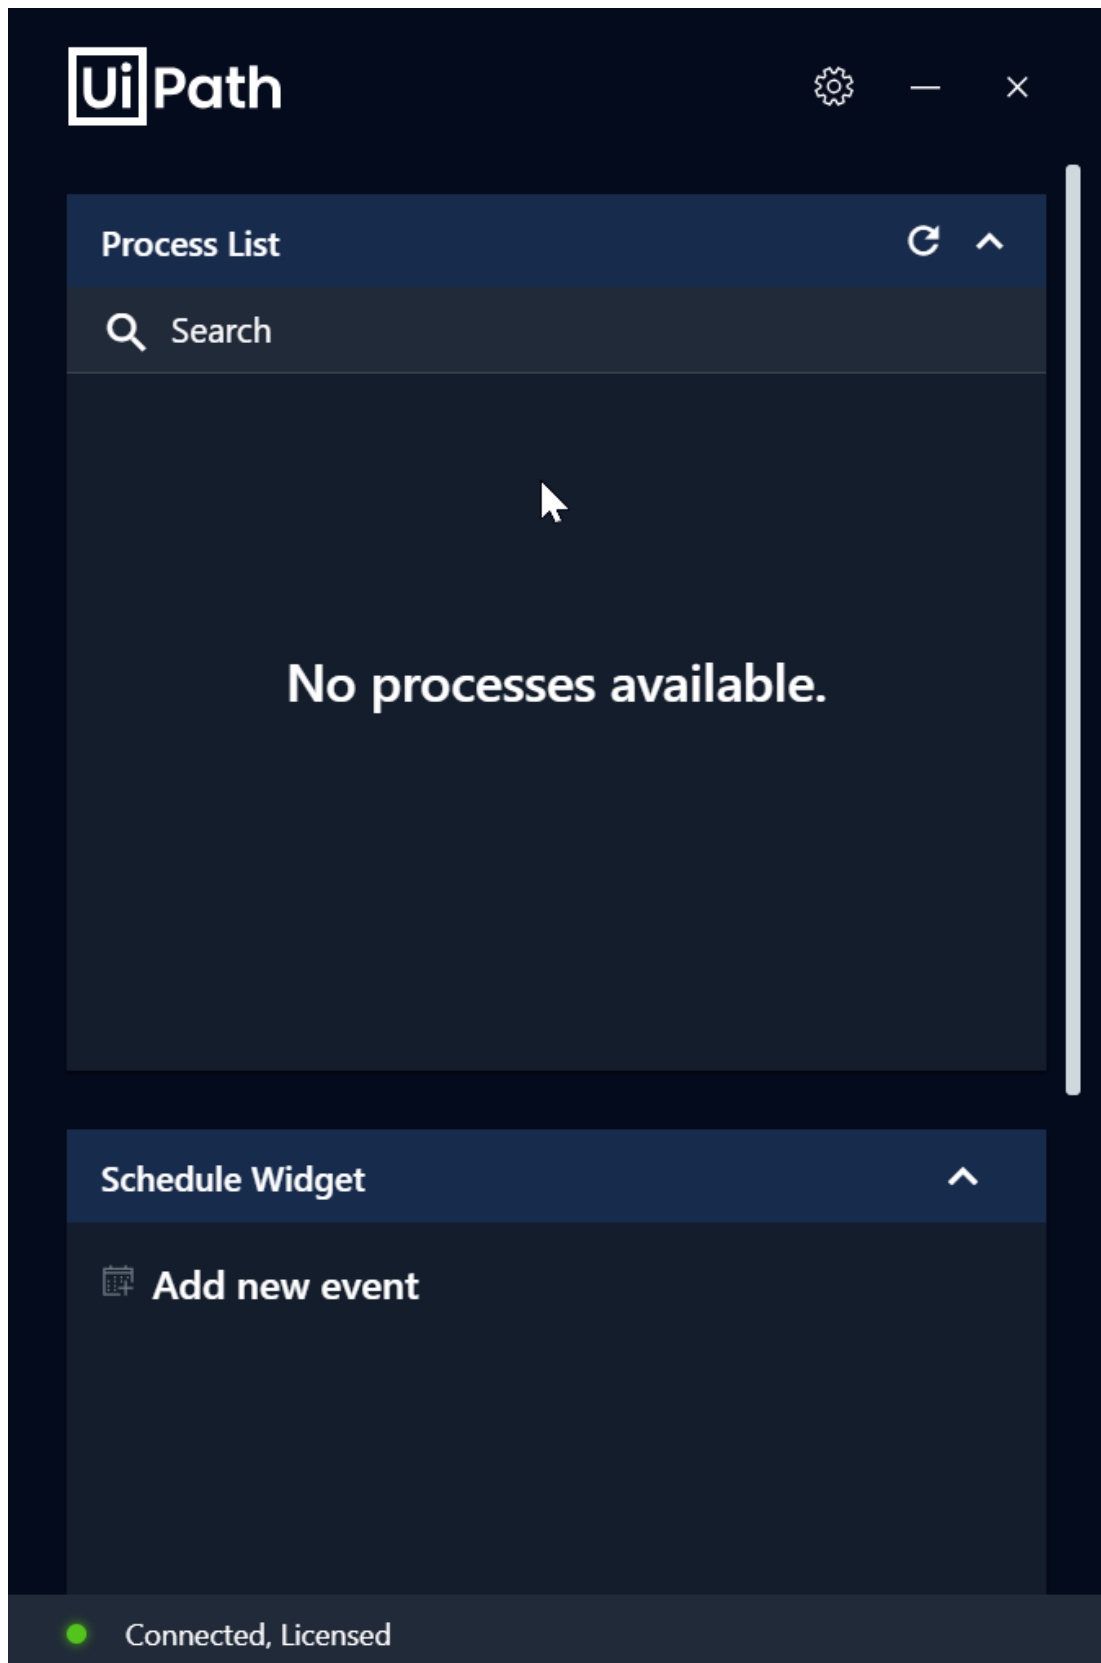 UiPath
Process List
Search
No processes available.
Schedule Widget
Add new event
Connected, Licensed